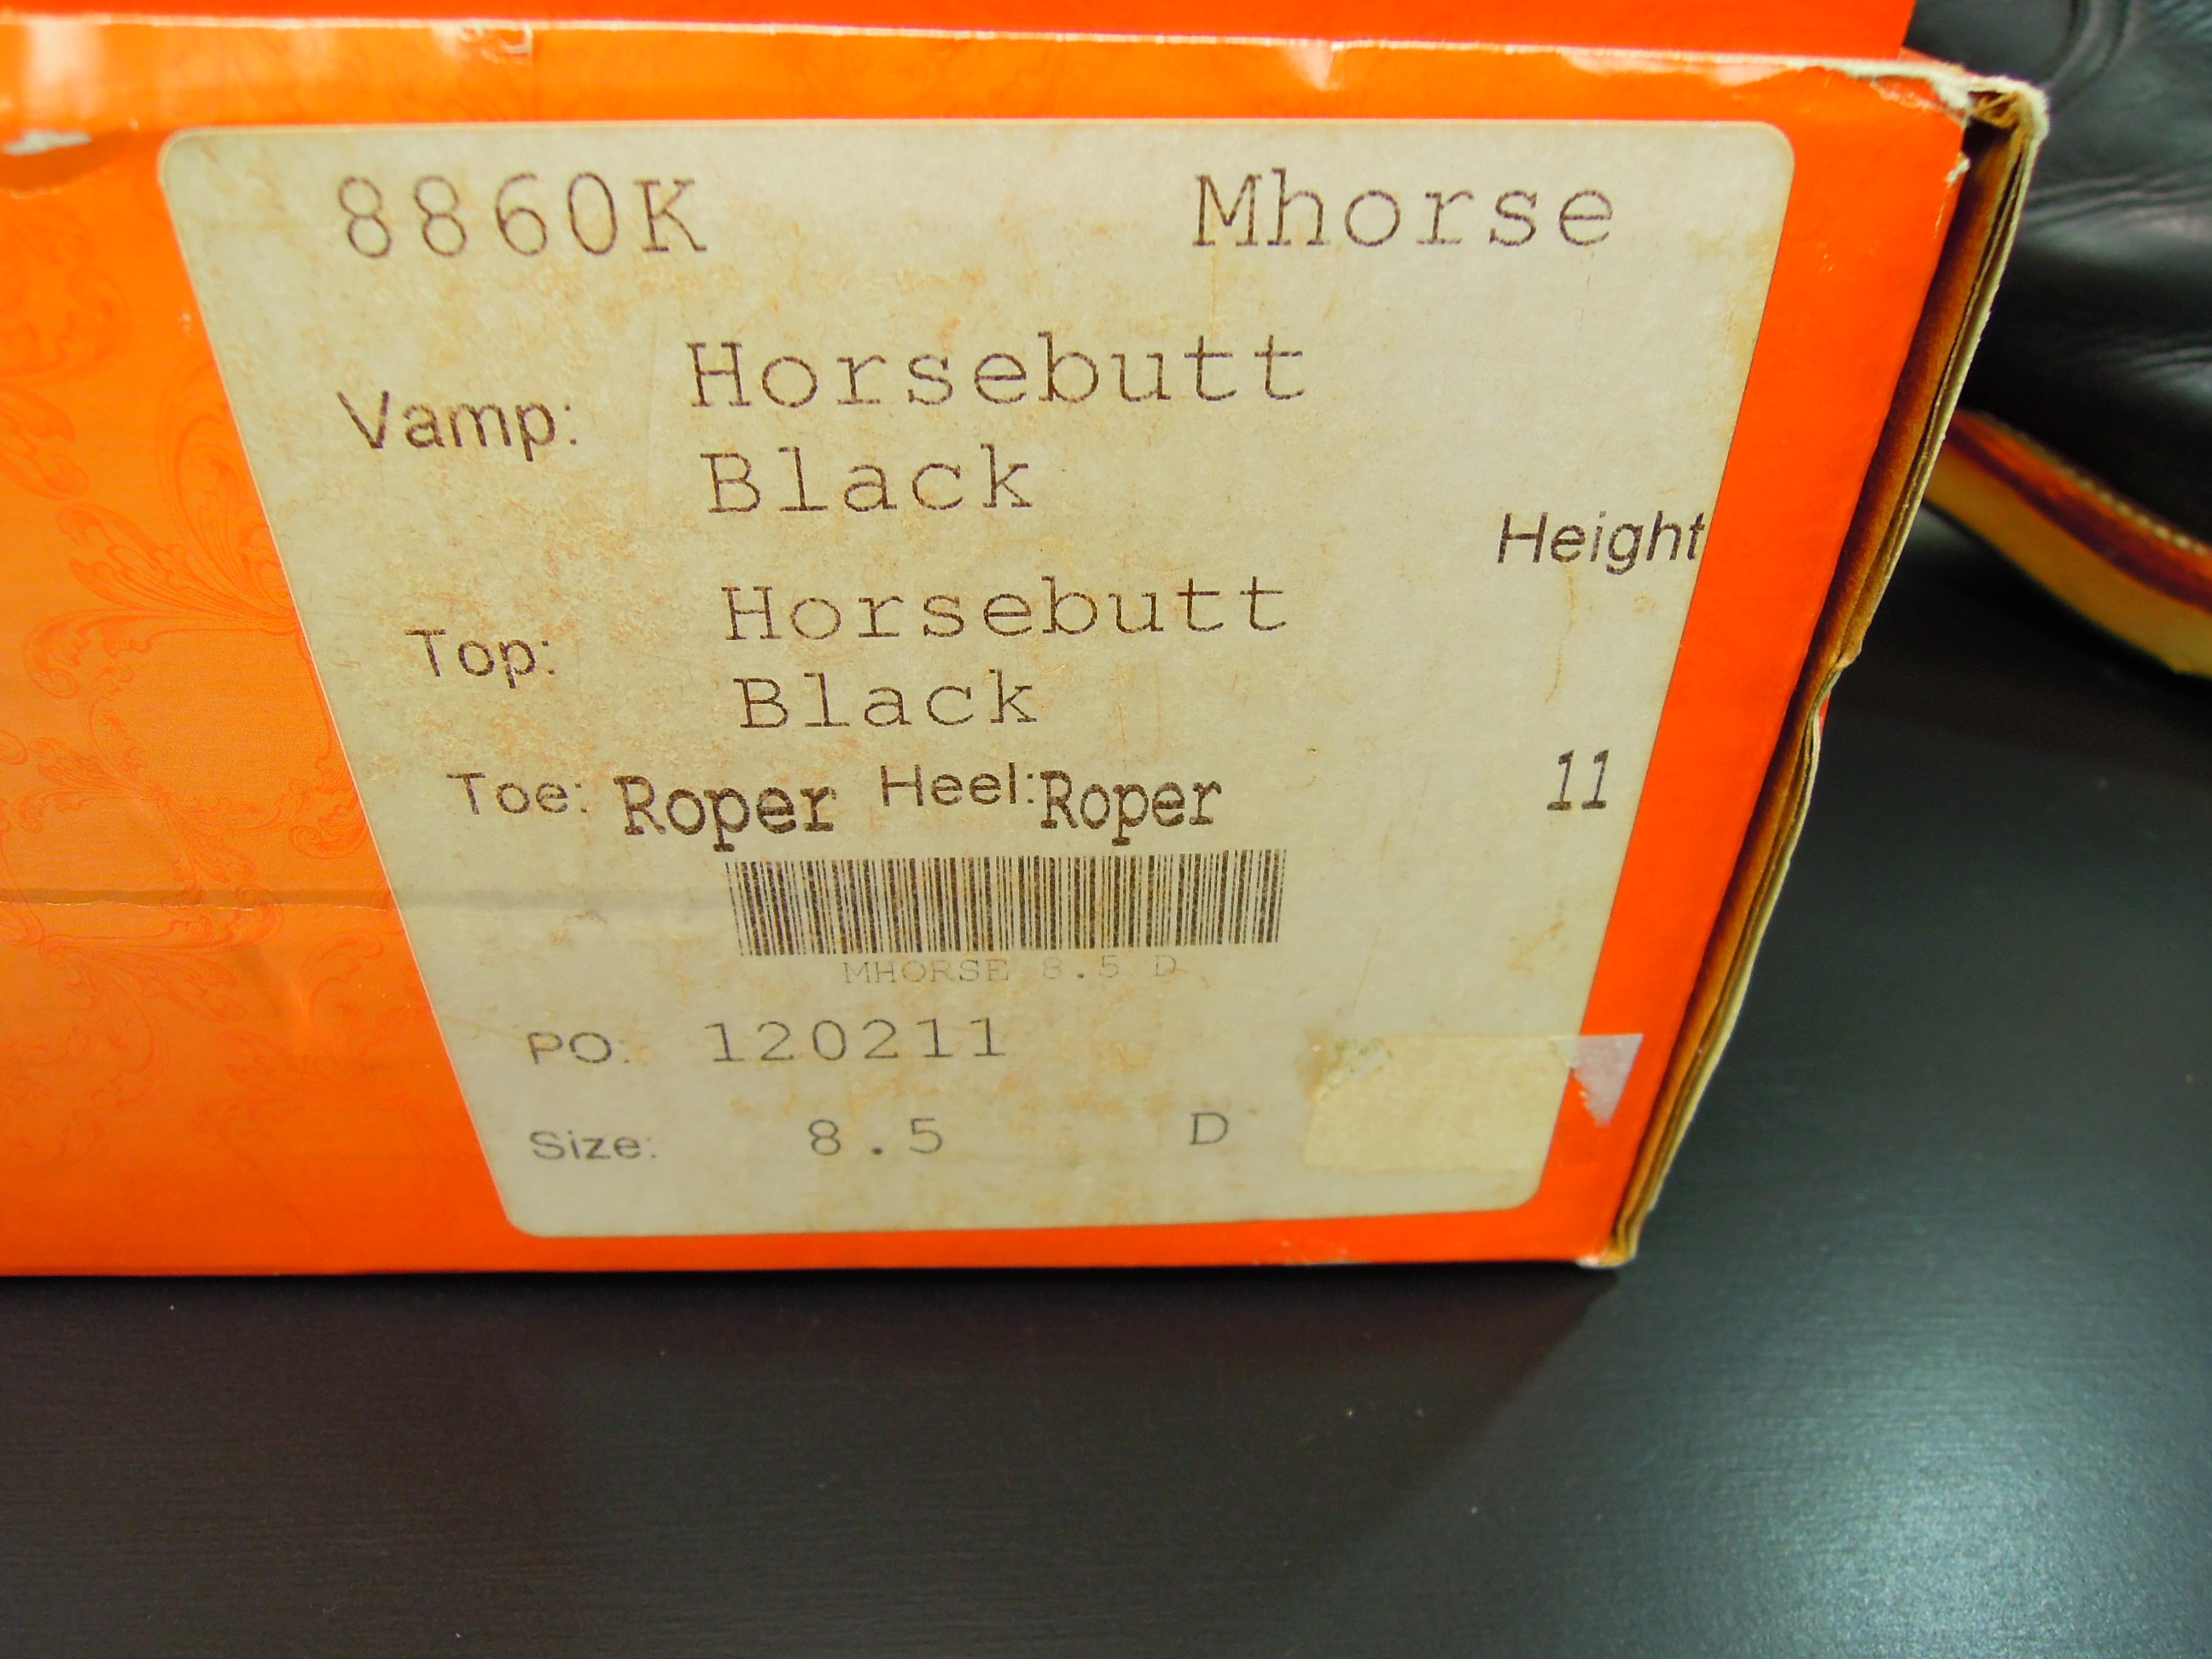 8860K Mhorse
Vamp: Horsebutt
Black
Height
Top: Horsebutt
Black
Toe: Roper Heel: Roper 11
MHORSE 8.5 D
PO: 120211
Size: 8.5 D